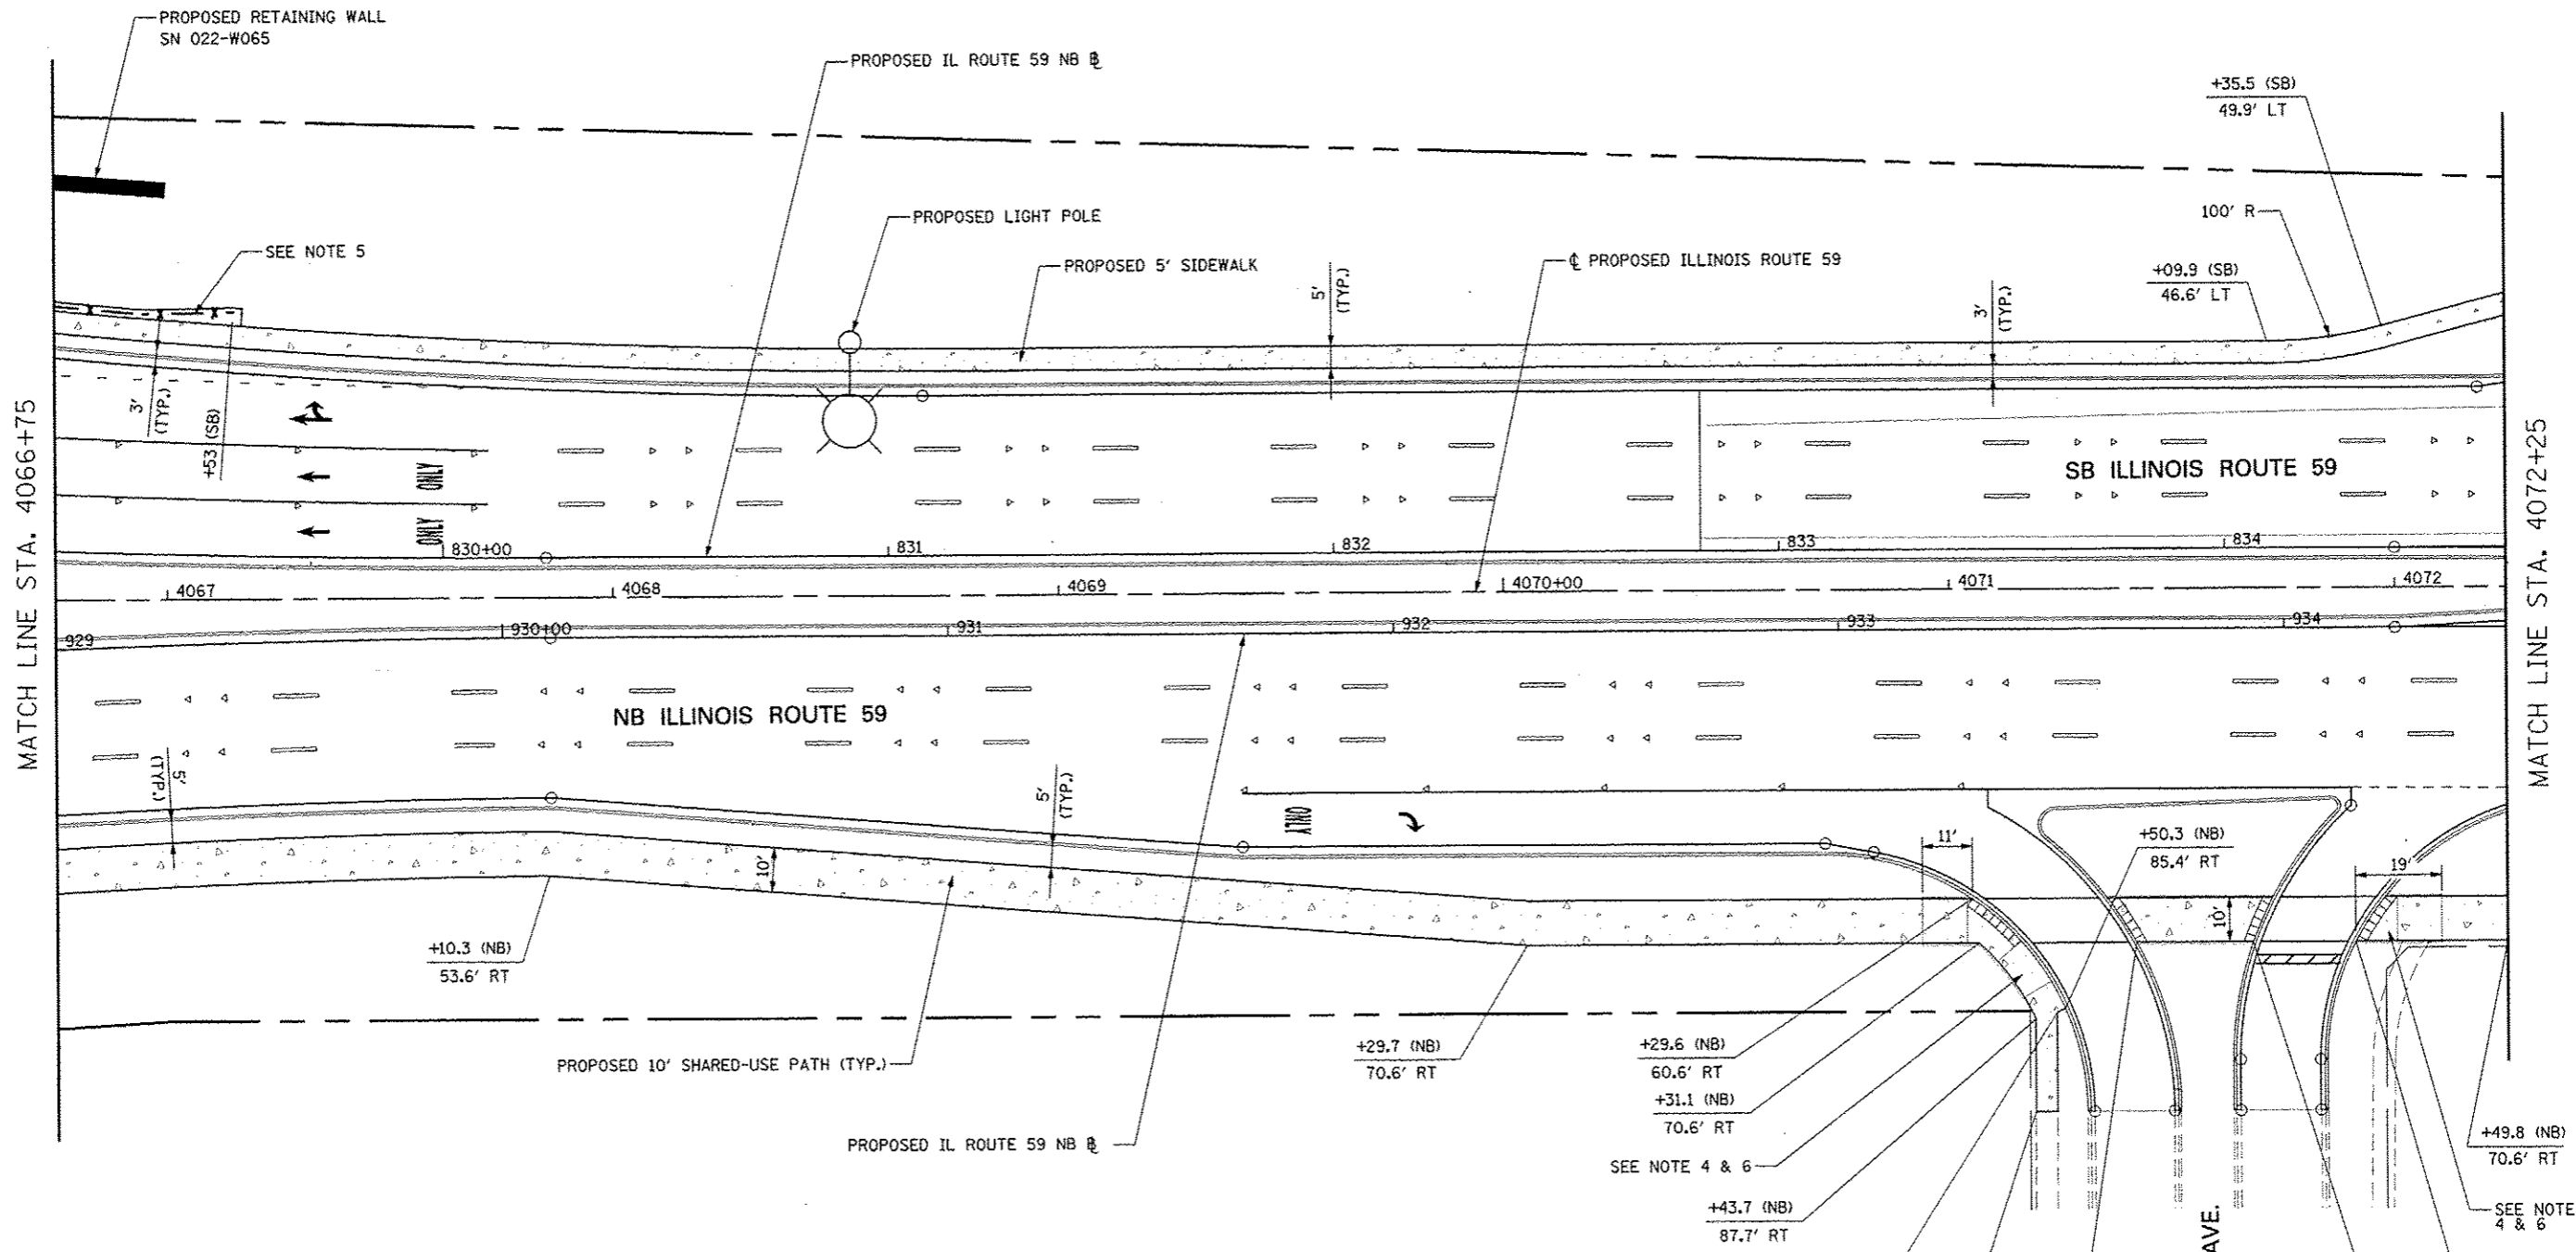 PROPOSED RETAINING WALL
SN 022-W065
PROPOSED IL ROUTE 59 NB ⅊
+35.5 (SB)
49.9' LT
PROPOSED LIGHT POLE
100' R
SEE NOTE 5
PROPOSED 5' SIDEWALK
℄ PROPOSED ILLINOIS ROUTE 59
+09.9 (SB)
46.6' LT
5'
(TYP.)
3'
(TYP.)
3'
(TYP.)
+53 (SB)
MATCH LINE STA. 4066+75
MATCH LINE STA. 4072+25
ONLY
ONLY
SB ILLINOIS ROUTE 59
830+00
831
832
833
834
4067
4068
4069
4070+00
4071
4072
929
930+00
931
932
933
934
NB ILLINOIS ROUTE 59
5'
(TYP.)
5'
(TYP.)
ONLY
11'
+50.3 (NB)
85.4' RT
19'
10'
10'
+10.3 (NB)
53.6' RT
PROPOSED 10' SHARED-USE PATH (TYP.)
+29.7 (NB)
70.6' RT
+29.6 (NB)
60.6' RT
+31.1 (NB)
70.6' RT
PROPOSED IL ROUTE 59 NB ⅊
SEE NOTE 4 & 6
+49.8 (NB)
70.6' RT
+43.7 (NB)
87.7' RT
SEE NOTE
4 & 6
AVE.